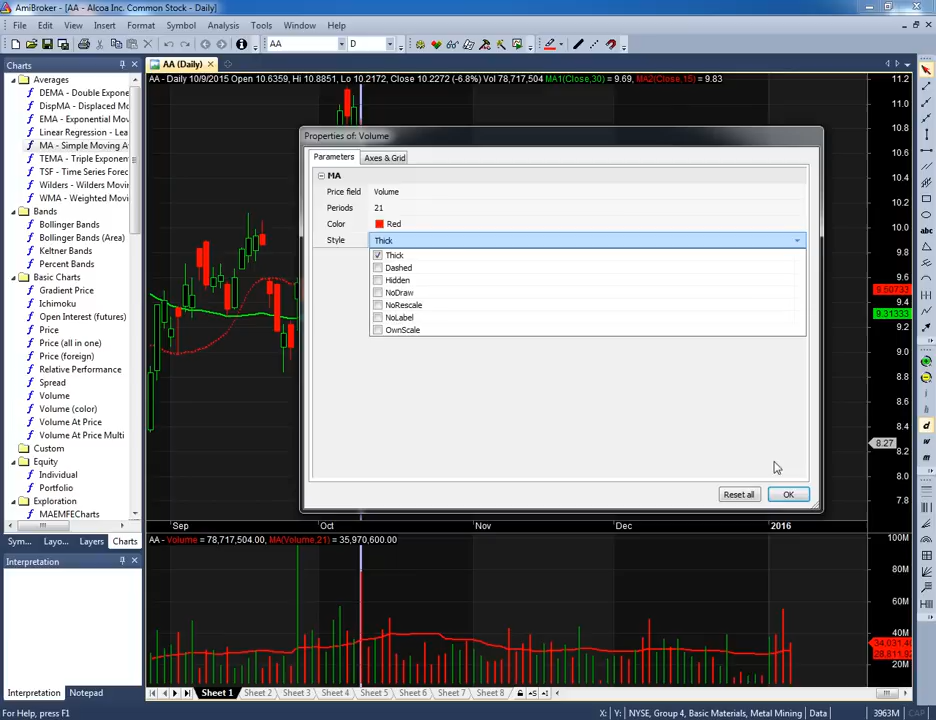 AmiBroker - [AA - Alcoa Inc. Common Stock - Daily]
File Edit View Insert Format Symbol Analysis Tools Window Help
AA D
Charts
AA (Daily)
AA - Daily 10/9/2015 Open 10.6359, Hi 10.8851, Lo 10.2172, Close 10.2272 (-6.8%) Vol 78,717,504 MA1(Close,30) = 9.69, MA2(Close,15) = 9.83
Averages
DEMA - Double Expone
DispMA - Displaced Mo
EMA - Exponential Mov
Linear Regression - Lea
MA - Simple Moving A
TEMA - Triple Exponen
TSF - Time Series Forec
Wilders - Wilders Movi
WMA - Weighted Movi
Bands
Bollinger Bands
Bollinger Bands (Area)
Keltner Bands
Percent Bands
Basic Charts
Gradient Price
Ichimoku
Open Interest (futures)
Price
Price (all in one)
Price (foreign)
Relative Performance
Spread
Volume
Volume (color)
Volume At Price
Volume At Price Multi
Custom
Equity
Individual
Portfolio
Exploration
MAEMFECharts
Sym... Layo... Layers Charts
Interpretation
Interpretation Notepad
Properties of: Volume
Parameters Axes & Grid
MA
Price field Volume
Periods 21
Color Red
Style Thick
Thick
Dashed
Hidden
NoDraw
NoRescale
NoLabel
OwnScale
Reset all OK
11.2
11.0
10.8
10.6
10.4
10.2
10.0
9.8
9.6
9.50733
9.4
9.31333
9.2
9.0
8.8
8.6
8.4
8.27
8.2
8.0
7.8
Sep Oct Nov Dec 2016
AA - Volume = 78,717,504.00, MA(Volume,21) = 35,970,600.00
100M
80M
60M
40M
20M
abc
d
w
m
Sheet 1 Sheet 2 Sheet 3 Sheet 4 Sheet 5 Sheet 6 Sheet 7 Sheet 8
For Help, press F1 X: Y: NYSE, Group 4, Basic Materials, Metal Mining Data 3963M CAP